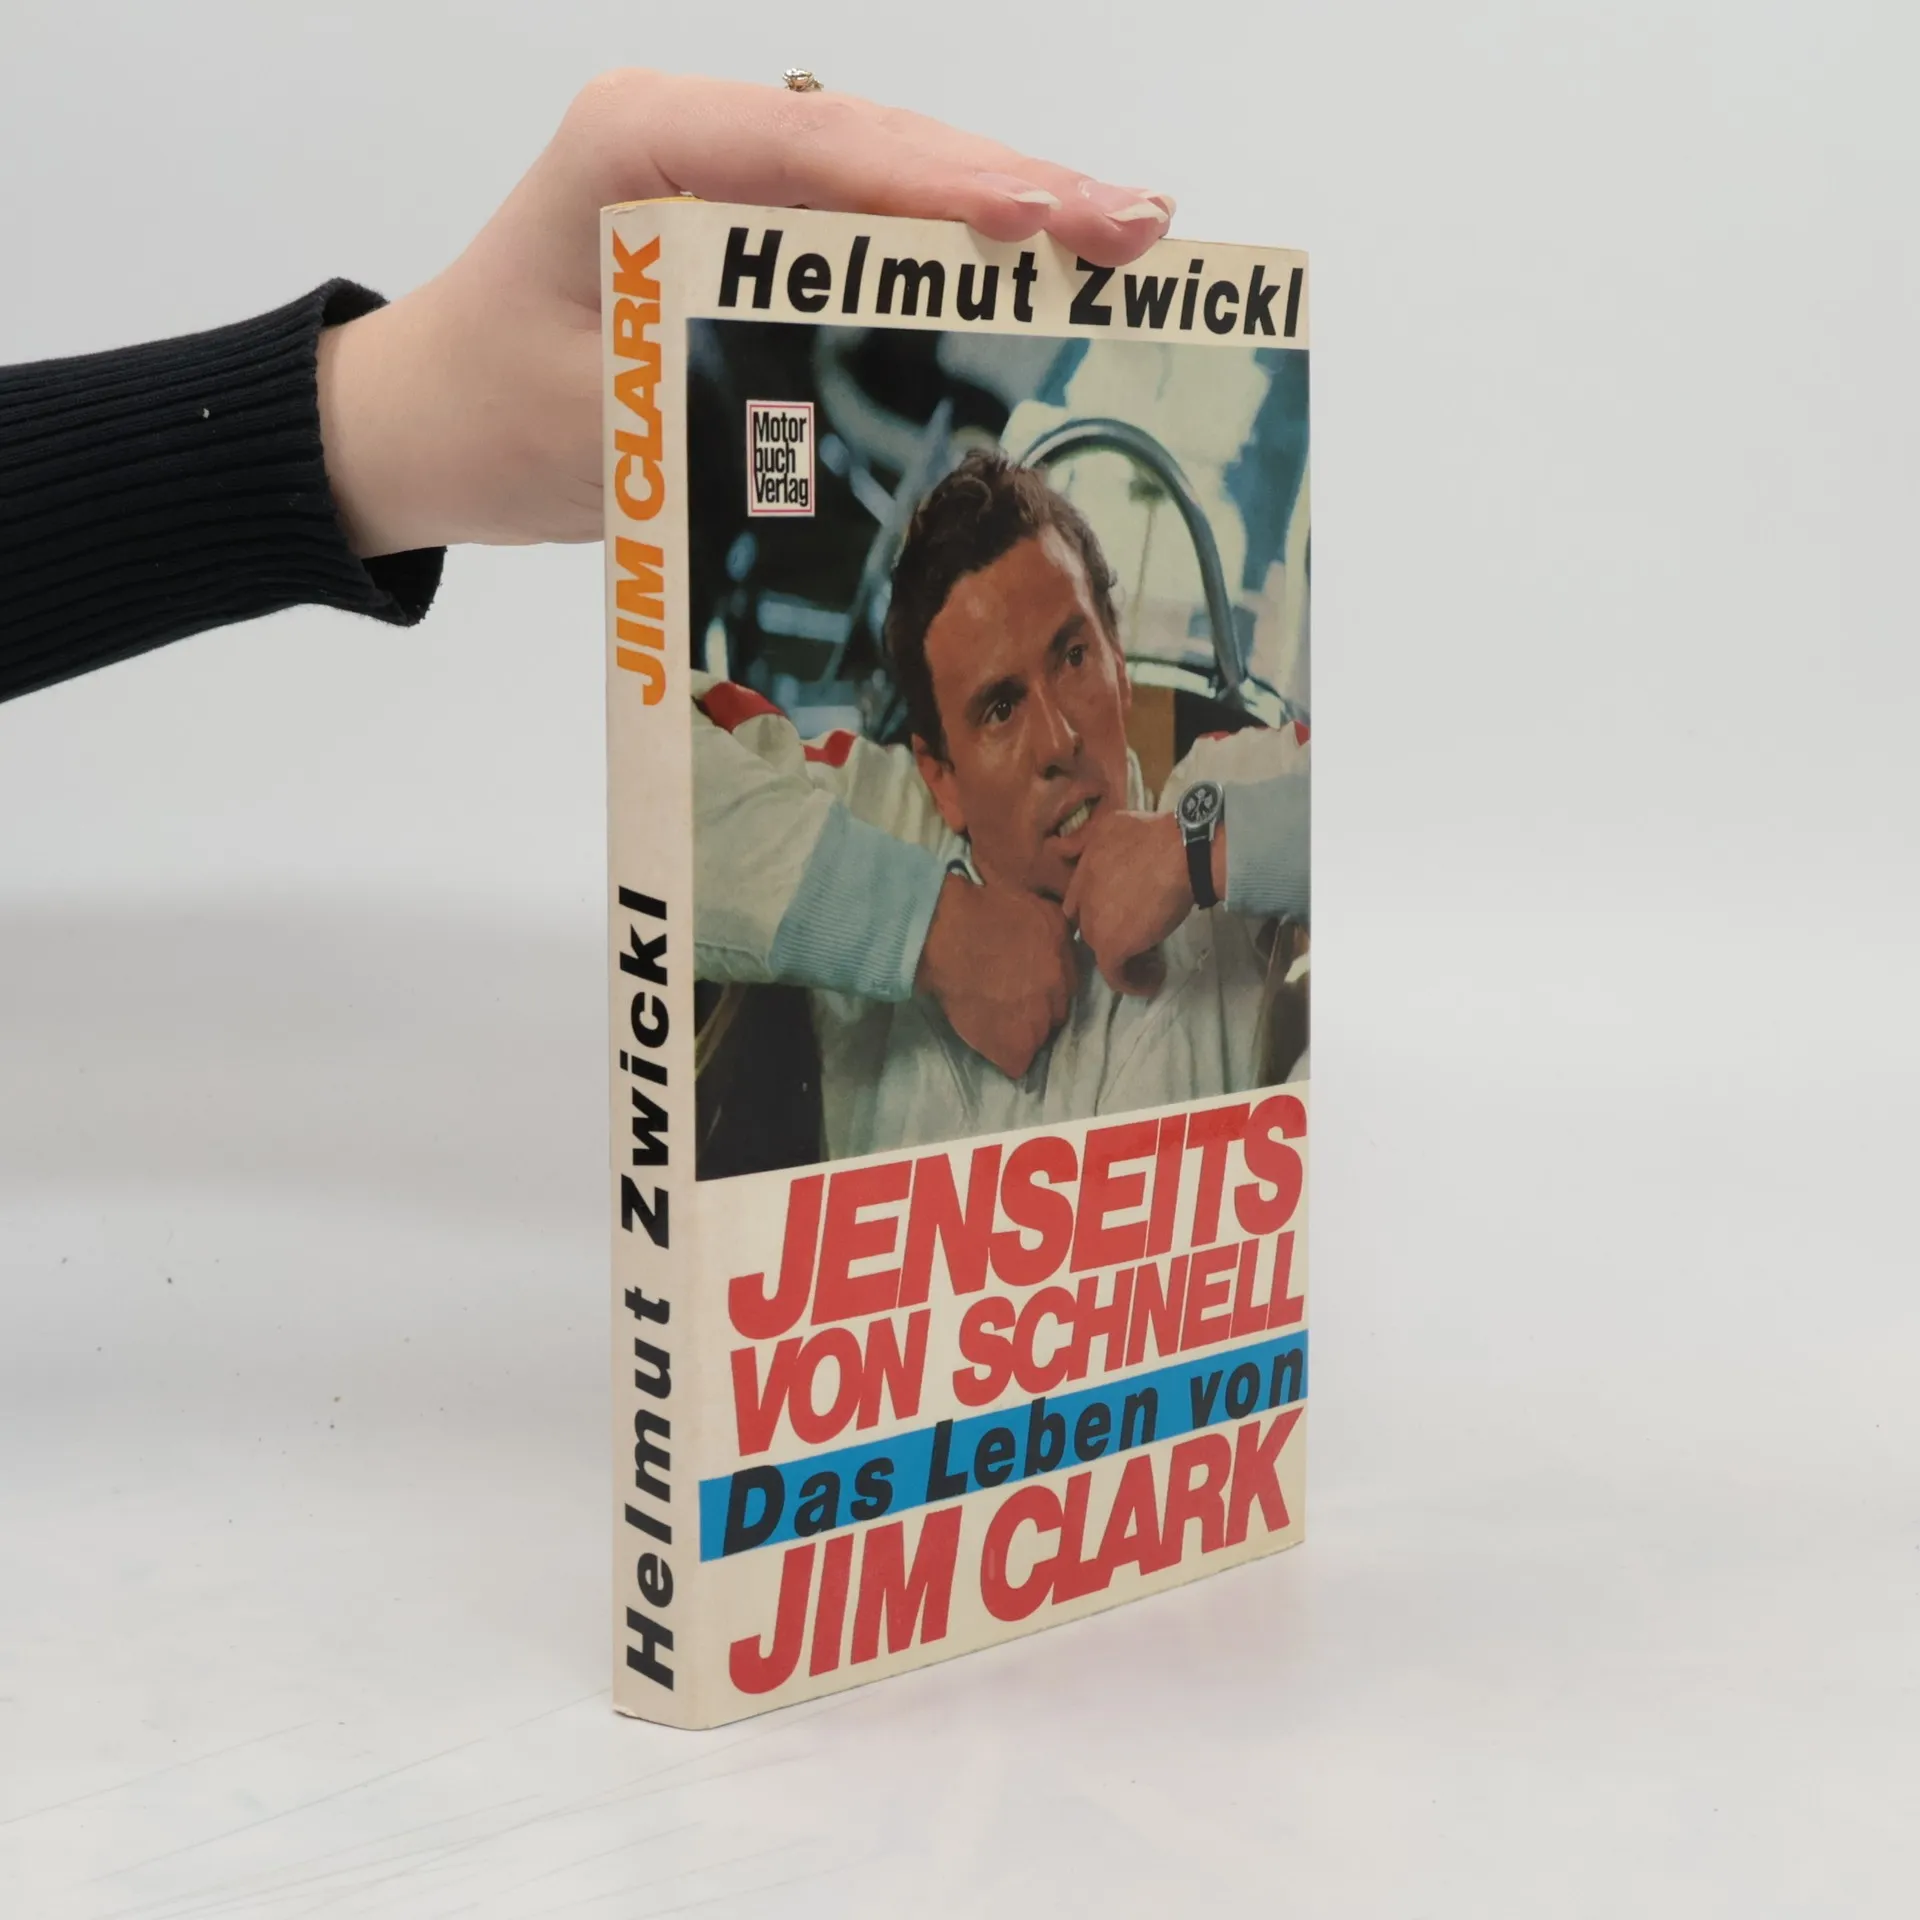 Helmut Zwickl
Motor
buch
Verlag
JENSEITS
VON SCHNELL
Das Leben von
JIM CLARK
Helmut Zwickl JIM CLARK